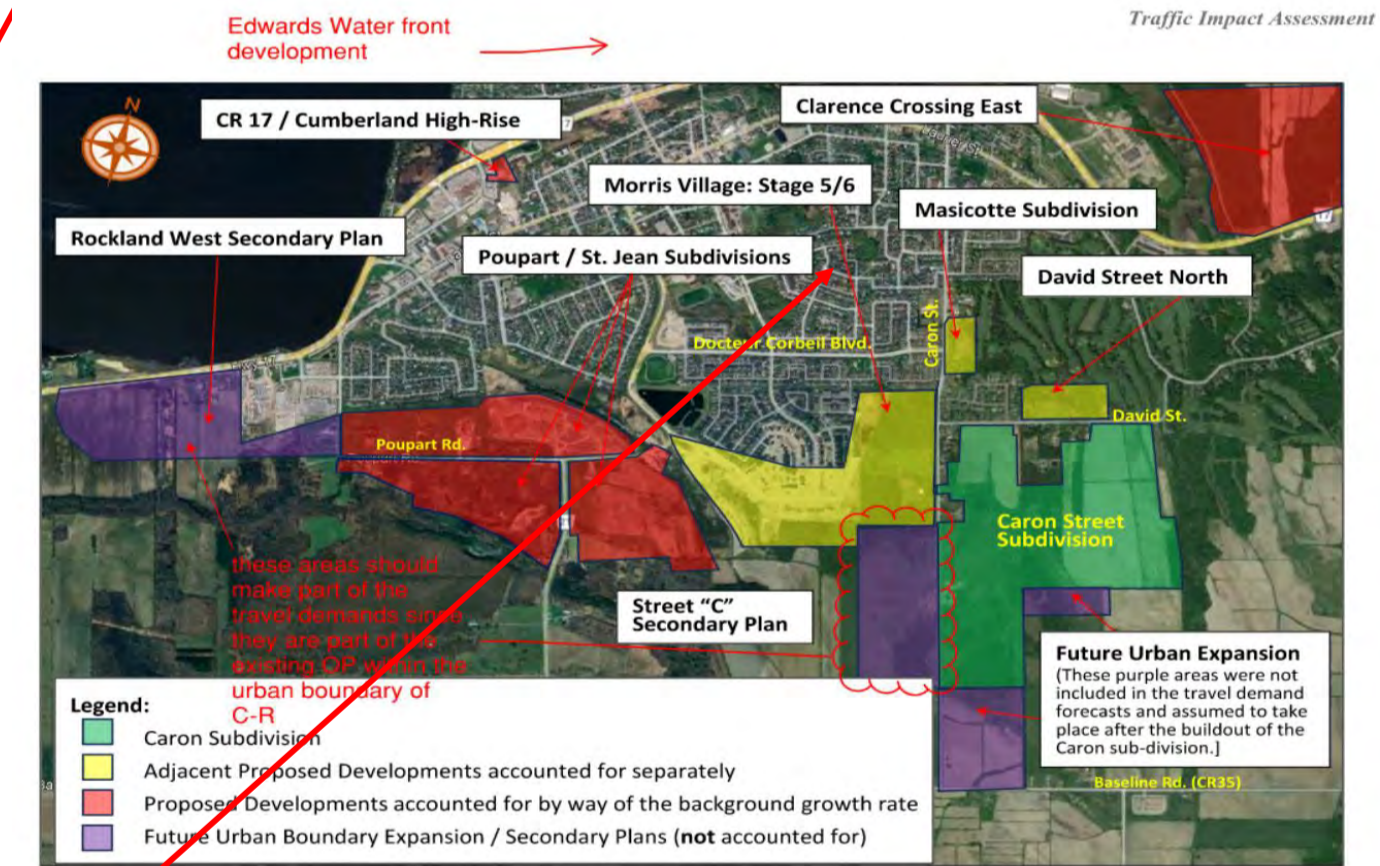 Traffic Impact Assessment
Edwards Water front
development
N
CR 17 / Cumberland High-Rise
Clarence Crossing East
Morris Village: Stage 5/6
Masicotte Subdivision
Rockland West Secondary Plan
Poupart / St. Jean Subdivisions
David Street North
Caron St.
Docteur Corbeil Blvd.
David St.
Poupart Rd.
Caron Street
Subdivision
these areas should
make part of the
travel demands since
they are part of the
existing OP within the
urban boundary of
C-R
Street “C”
Secondary Plan
Future Urban Expansion
(These purple areas were not
included in the travel demand
forecasts and assumed to take
place after the buildout of the
Caron sub-division.]
Baseline Rd. (CR35)
Legend:
Caron Subdivision
Adjacent Proposed Developments accounted for separately
Proposed Developments accounted for by way of the background growth rate
Future Urban Boundary Expansion / Secondary Plans (not accounted for)
17